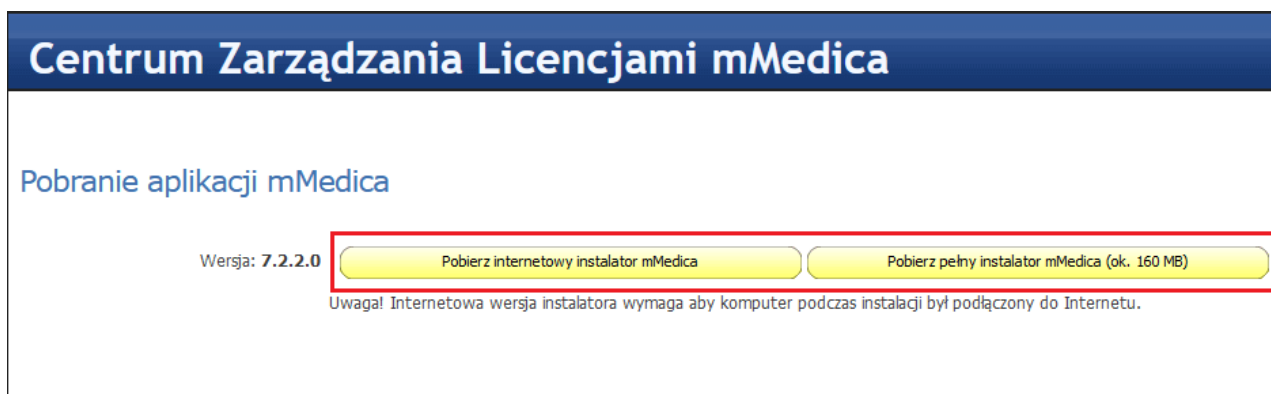 Centrum Zarządzania Licencjami mMedica
Pobranie aplikacji mMedica
Wersja: 7.2.2.0 Pobierz internetowy instalator mMedica Pobierz pełny instalator mMedica (ok. 160 MB)
Uwaga! Internetowa wersja instalatora wymaga aby komputer podczas instalacji był podłączony do Internetu.